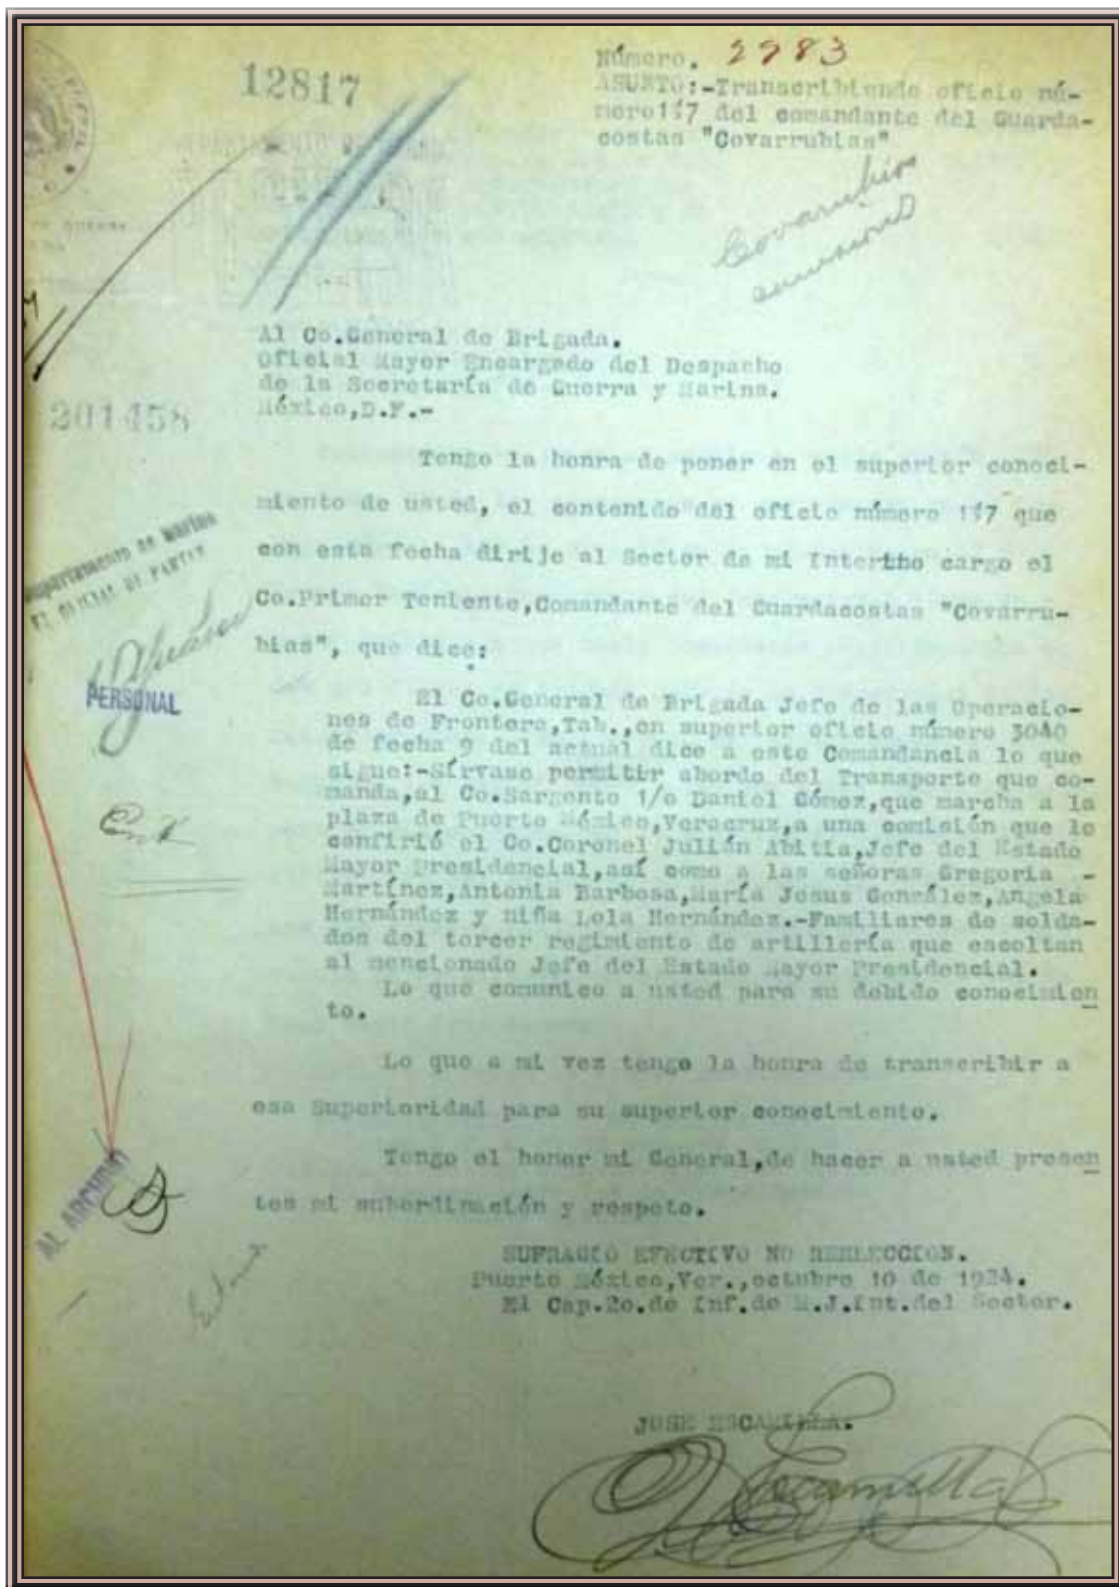 12817
Número. 2983
ASUNTO:-Transcribiendo oficio nú-
mero 117 del comandante del Guarda-
costas "Covarrubias"
Covarrubias
Al Co.General de Brigada.
Oficial Mayor Encargado del Despacho
de la Secretaría de Guerra y Marina.
México,D.F.-
201458
Tengo la honra de poner en el superior conoci-
miento de usted, el contenido del oficio número 117 que
con esta fecha dirije al Sector de mi Interino cargo el
Co.Primer Teniente,Comandante del Guardacostas "Covarru-
bias", que dice:
Departamento de Marina
EL OFICIAL DE PARTES
PERSONAL
El Co.General de Brigada Jefe de las Operacio-
nes de Frontera,Tab.,en superior oficio número 3040
de fecha 9 del actual dice a esta Comandancia lo que
sigue:-Sírvase permitir abordo del Transporte que co-
manda,al Co.Sargento 1/o Daniel Gómez,que marcha a la
plaza de Puerto México,Veracruz,a una comisión que le
confirió el Co.Coronel Julián Abitia,Jefe del Estado
Mayor Presidencial,así como a las señoras Gregoria -
Martínez,Antonia Barbosa,María Jesus González,Angela
Hernández y niña Lola Hernández.-Familiares de solda-
dos del tercer regimiento de artillería que escoltan
al mencionado Jefe del Estado Mayor Presidencial.
Lo que comunico a usted para su debido conocimien
to.
Lo que a mi vez tengo la honra de transcribir a
esa Superioridad para su superior conocimiento.
Tengo el honor mi General,de hacer a usted presen
tes mi subordinación y respeto.
AL ARCHIVO
SUFRAGIO EFECTIVO NO REELECCION.
Puerto México,Ver.,octubre 10 de 1924.
El Cap.2o.de Inf.de M.J.Int.del Sector.
JOSE ESCAMILLA.
Escamilla